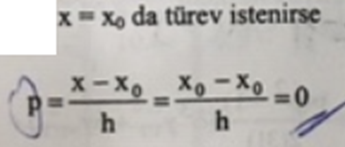 x = x₀ da türev istenirse
p = (x − x₀)/h = (x₀ − x₀)/h = 0